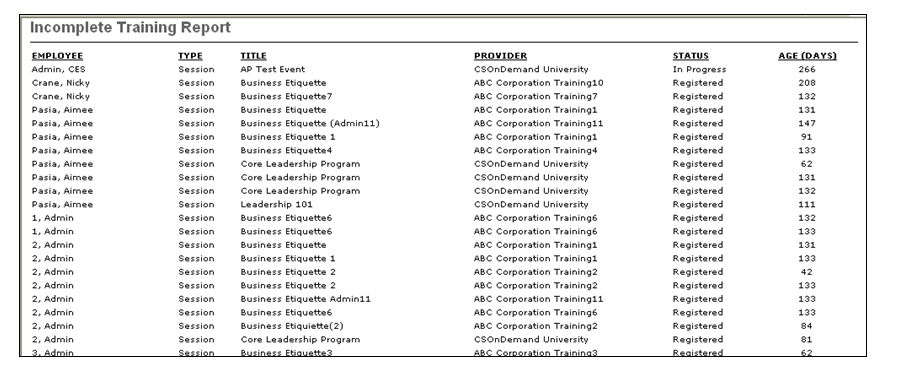 Incomplete Training Report
EMPLOYEE TYPE TITLE PROVIDER STATUS AGE (DAYS)
Admin, CES Session AP Test Event CSOnDemand University In Progress 266
Crane, Nicky Session Business Etiquette ABC Corporation Training10 Registered 208
Crane, Nicky Session Business Etiquette7 ABC Corporation Training7 Registered 132
Pasia, Aimee Session Business Etiquette ABC Corporation Training1 Registered 131
Pasia, Aimee Session Business Etiquette (Admin11) ABC Corporation Training11 Registered 147
Pasia, Aimee Session Business Etiquette 1 ABC Corporation Training1 Registered 91
Pasia, Aimee Session Business Etiquette4 ABC Corporation Training4 Registered 133
Pasia, Aimee Session Core Leadership Program CSOnDemand University Registered 62
Pasia, Aimee Session Core Leadership Program CSOnDemand University Registered 131
Pasia, Aimee Session Core Leadership Program CSOnDemand University Registered 132
Pasia, Aimee Session Leadership 101 CSOnDemand University Registered 111
1, Admin Session Business Etiquette6 ABC Corporation Training6 Registered 132
1, Admin Session Business Etiquette6 ABC Corporation Training6 Registered 133
2, Admin Session Business Etiquette ABC Corporation Training1 Registered 131
2, Admin Session Business Etiquette 1 ABC Corporation Training1 Registered 133
2, Admin Session Business Etiquette 2 ABC Corporation Training2 Registered 42
2, Admin Session Business Etiquette 2 ABC Corporation Training2 Registered 133
2, Admin Session Business Etiquette Admin11 ABC Corporation Training11 Registered 133
2, Admin Session Business Etiquette6 ABC Corporation Training6 Registered 133
2, Admin Session Business Etiquiette(2) ABC Corporation Training2 Registered 84
2, Admin Session Core Leadership Program CSOnDemand University Registered 81
3, Admin Session Business Etiquette3 ABC Corporation Training3 Registered 62